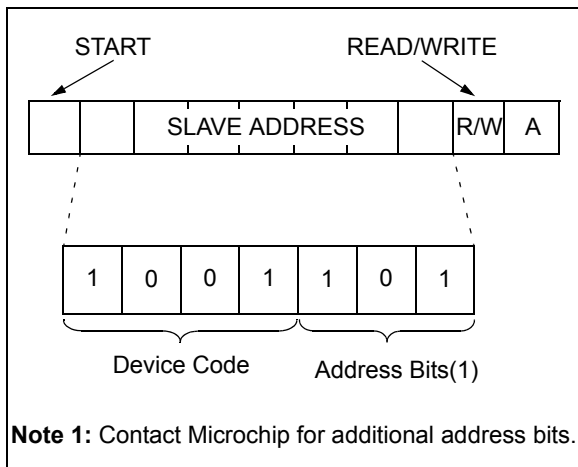 START READ/WRITE
SLAVE ADDRESS R/W A
1 0 0 1 1 0 1
Device Code Address Bits(1)
Note 1: Contact Microchip for additional address bits.